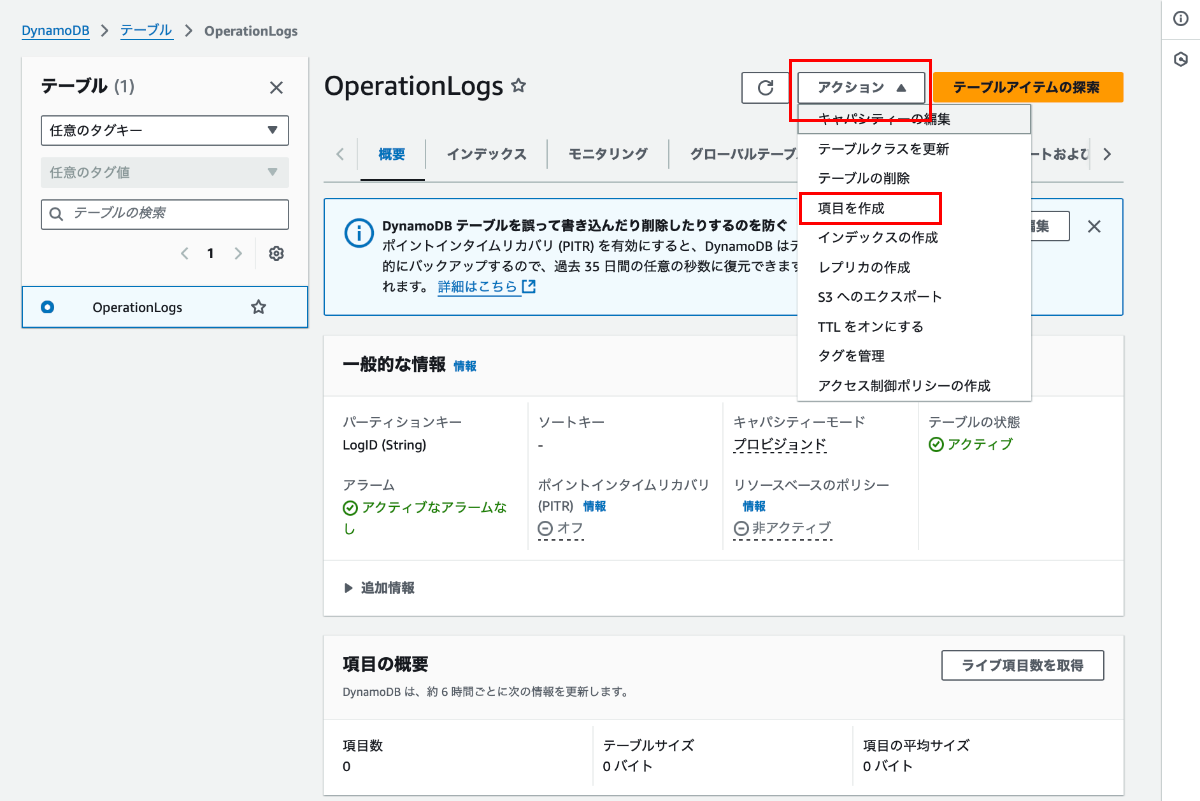 DynamoDB > テーブル > OperationLogs
テーブル (1)
任意のタグキー
任意のタグ値
テーブルの検索
1
OperationLogs
OperationLogs
アクション
テーブルアイテムの探索
キャパシティーの編集
テーブルクラスを更新
テーブルの削除
項目を作成
インデックスの作成
レプリカの作成
S3 へのエクスポート
TTL をオンにする
タグを管理
アクセス制御ポリシーの作成
概要
インデックス
モニタリング
グローバルテーブ
ートおよび
DynamoDB テーブルを誤って書き込んだり削除したりするのを防ぐ
ポイントインタイムリカバリ (PITR) を有効にすると、DynamoDB は
的にバックアップするので、過去 35 日間の任意の秒数に復元できます
れます。 詳細はこちら
集
一般的な情報 情報
パーティションキー
LogID (String)
ソートキー
-
キャパシティーモード
プロビジョンド
テーブルの状態
アクティブ
アラーム
アクティブなアラームな
し
ポイントインタイムリカバリ
(PITR) 情報
オフ
リソースベースのポリシー
情報
非アクティブ
追加情報
項目の概要
DynamoDB は、約 6 時間ごとに次の情報を更新します。
ライブ項目数を取得
項目数
0
テーブルサイズ
0 バイト
項目の平均サイズ
0 バイト